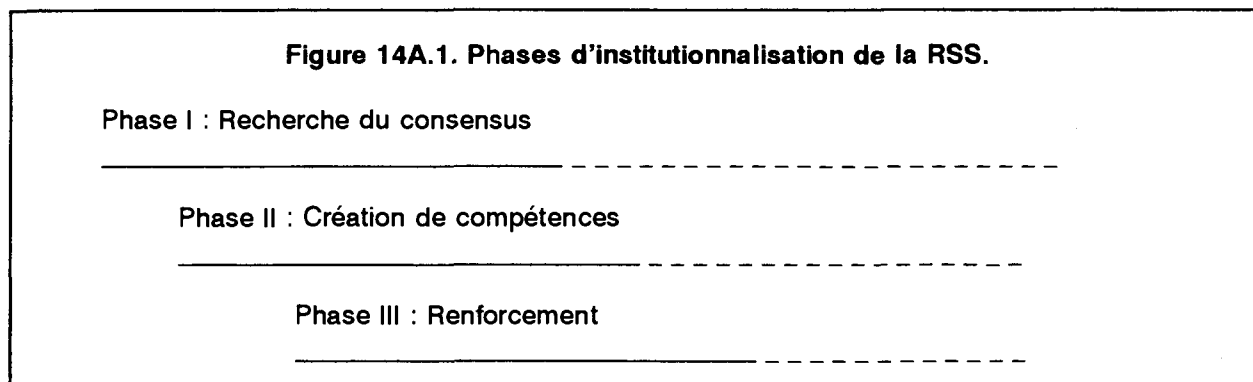 Figure 14A.1. Phases d'institutionnalisation de la RSS.
Phase I : Recherche du consensus
Phase II : Création de compétences
Phase III : Renforcement